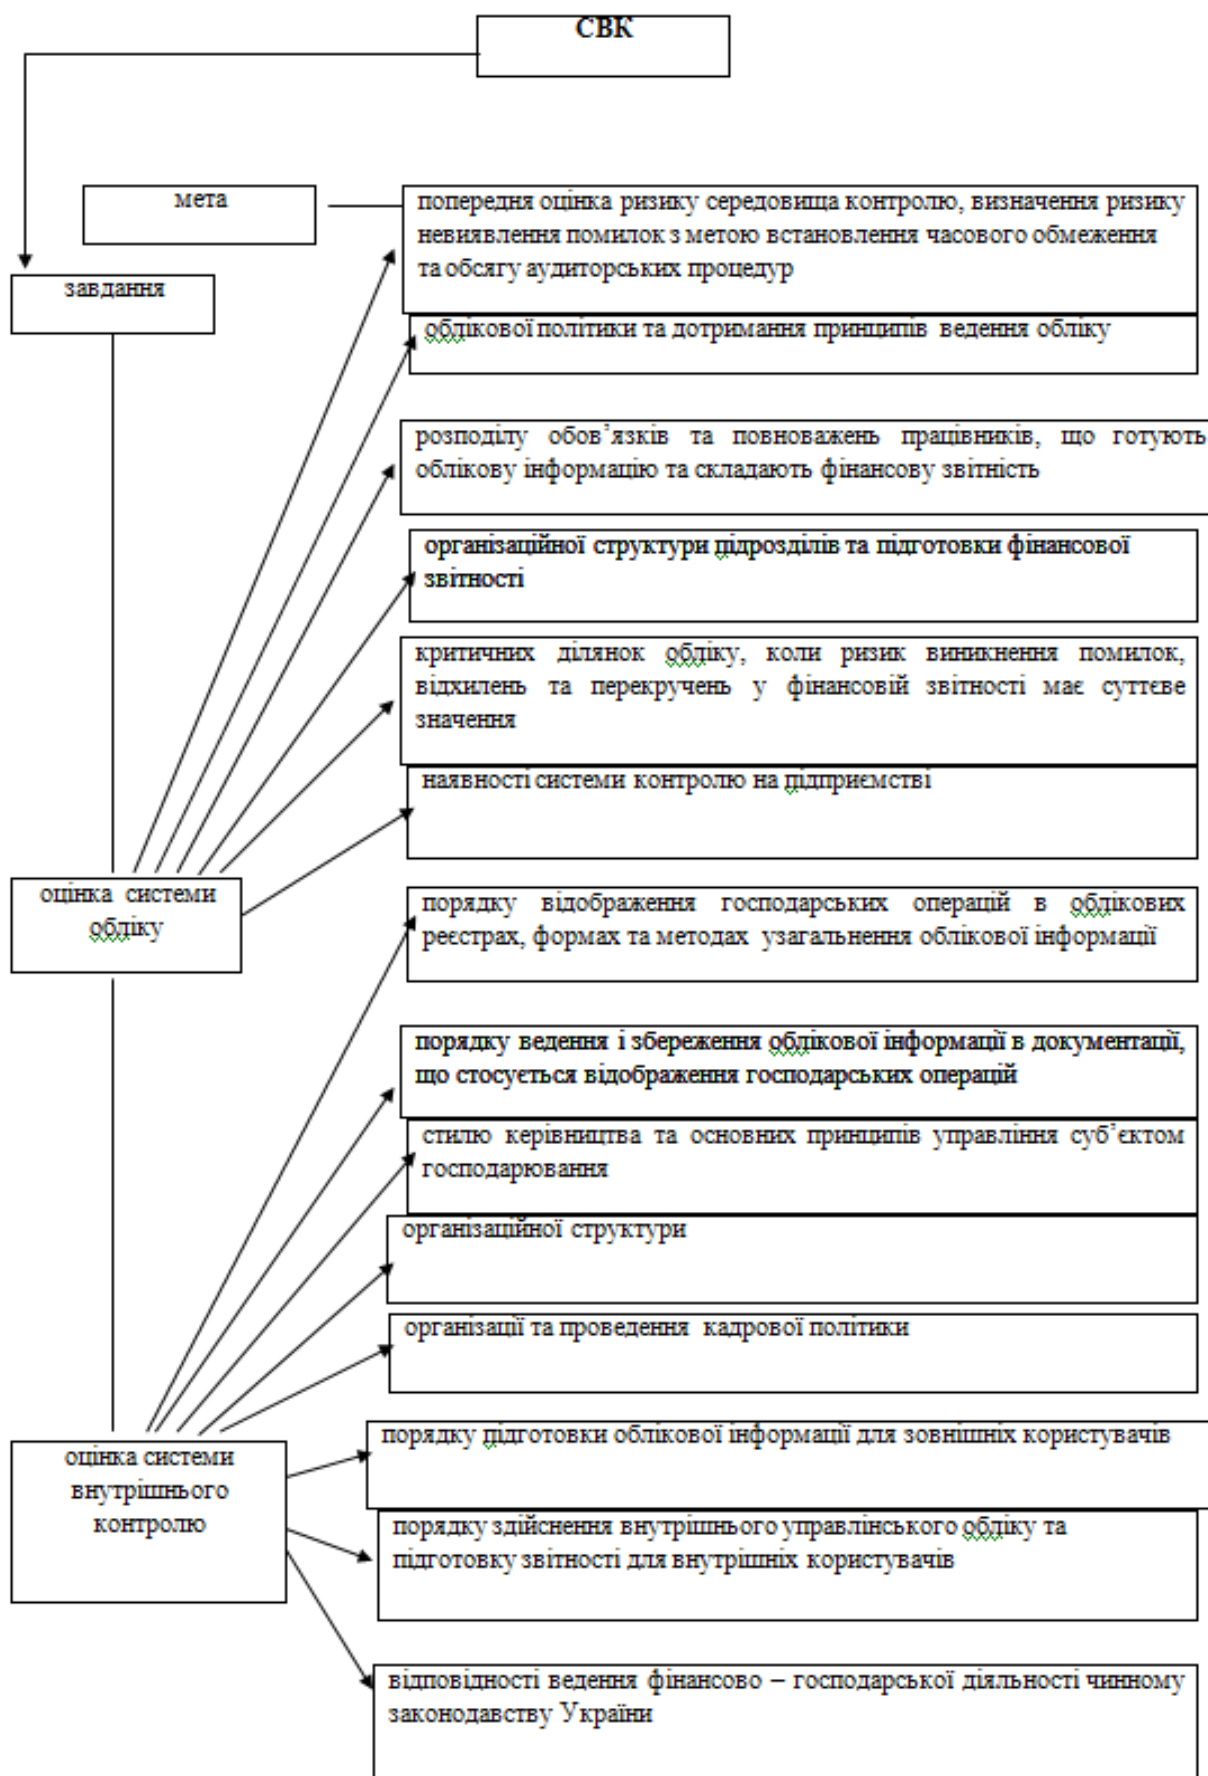 СВК
мета
попередня оцінка ризику середовища контролю, визначення ризику
невиявлення помилок з метою встановлення часового обмеження
та обсягу аудиторських процедур
завдання
облікової політики та дотримання принципів ведення обліку
розподілу обов’язків та повноважень працівників, що готують
облікову інформацію та складають фінансову звітність
організаційної структури підрозділів та підготовки фінансової
звітності
критичних ділянок обліку, коли ризик виникнення помилок,
відхилень та перекручень у фінансовій звітності має суттєве
значення
наявності системи контролю на підприємстві
оцінка системи
обліку
порядку відображення господарських операцій в облікових
реєстрах, формах та методах узагальнення облікової інформації
порядку ведення і збереження облікової інформації в документації,
що стосується відображення господарських операцій
стилю керівництва та основних принципів управління суб’єктом
господарювання
організаційної структури
організації та проведення кадрової політики
оцінка системи
внутрішнього
контролю
порядку підготовки облікової інформації для зовнішніх користувачів
порядку здійснення внутрішнього управлінського обліку та
підготовку звітності для внутрішніх користувачів
відповідності ведення фінансово – господарської діяльності чинному
законодавству України